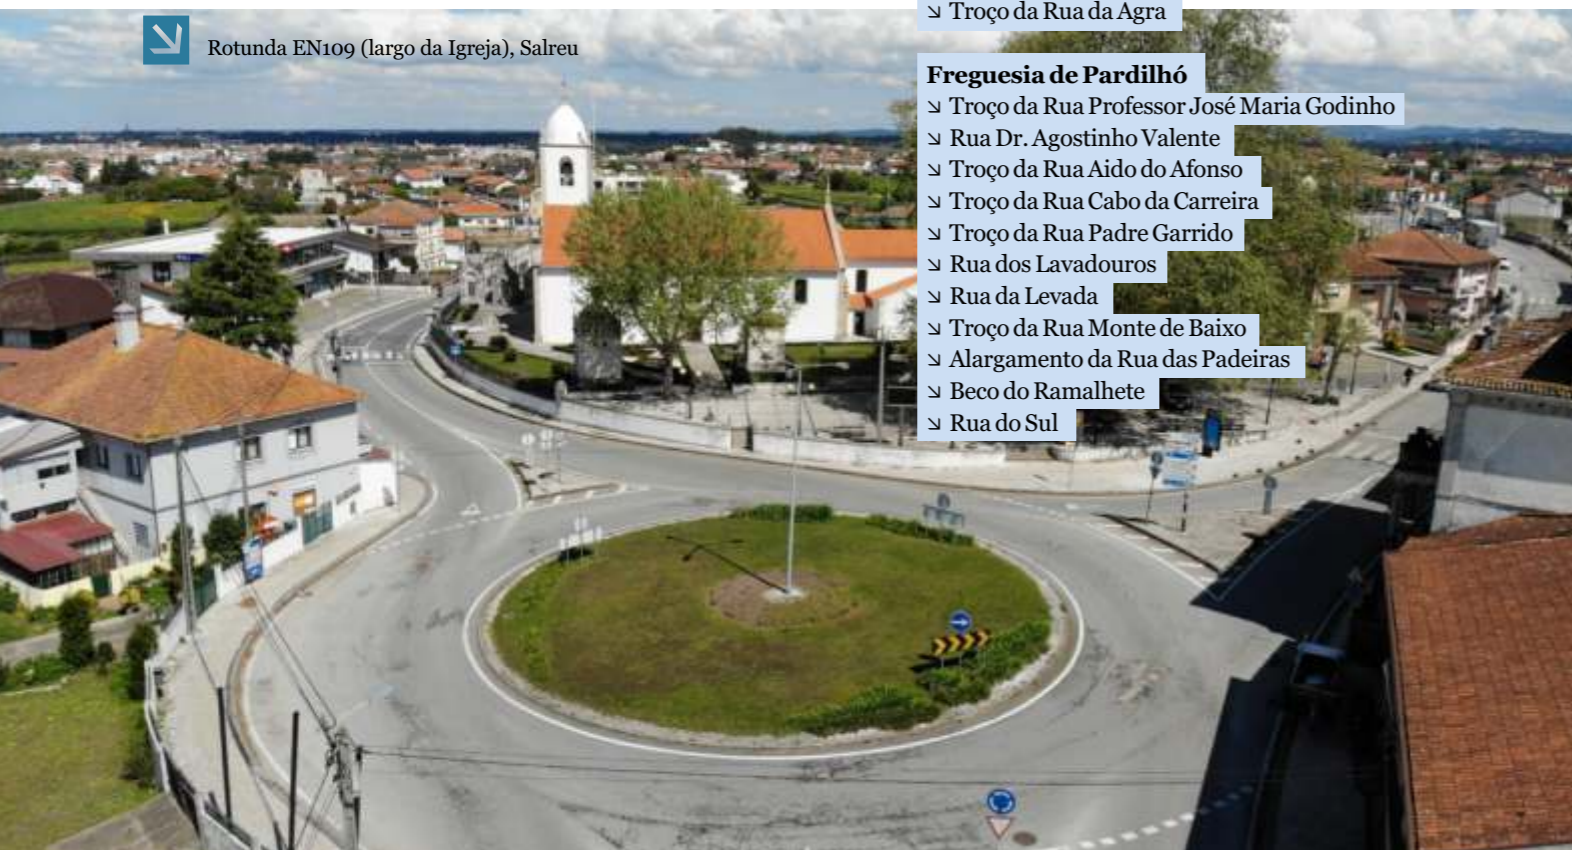 Troço da Rua da Agra
Rotunda EN109 (largo da Igreja), Salreu
Freguesia de Pardilhó
Troço da Rua Professor José Maria Godinho
Rua Dr. Agostinho Valente
Troço da Rua Aido do Afonso
Troço da Rua Cabo da Carreira
Troço da Rua Padre Garrido
Rua dos Lavadouros
Rua da Levada
Troço da Rua Monte de Baixo
Alargamento da Rua das Padeiras
Beco do Ramalhete
Rua do Sul